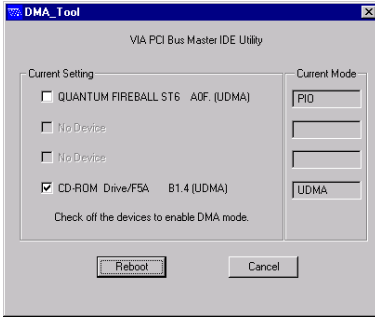 DMA_Tool
VIA PCI Bus Master IDE Utility
Current Setting Current Mode
QUANTUM FIREBALL ST6 A0F. (UDMA) PIO
No Device
No Device
CD-ROM Drive/F5A B1.4 (UDMA) UDMA
Check off the devices to enable DMA mode.
Reboot Cancel